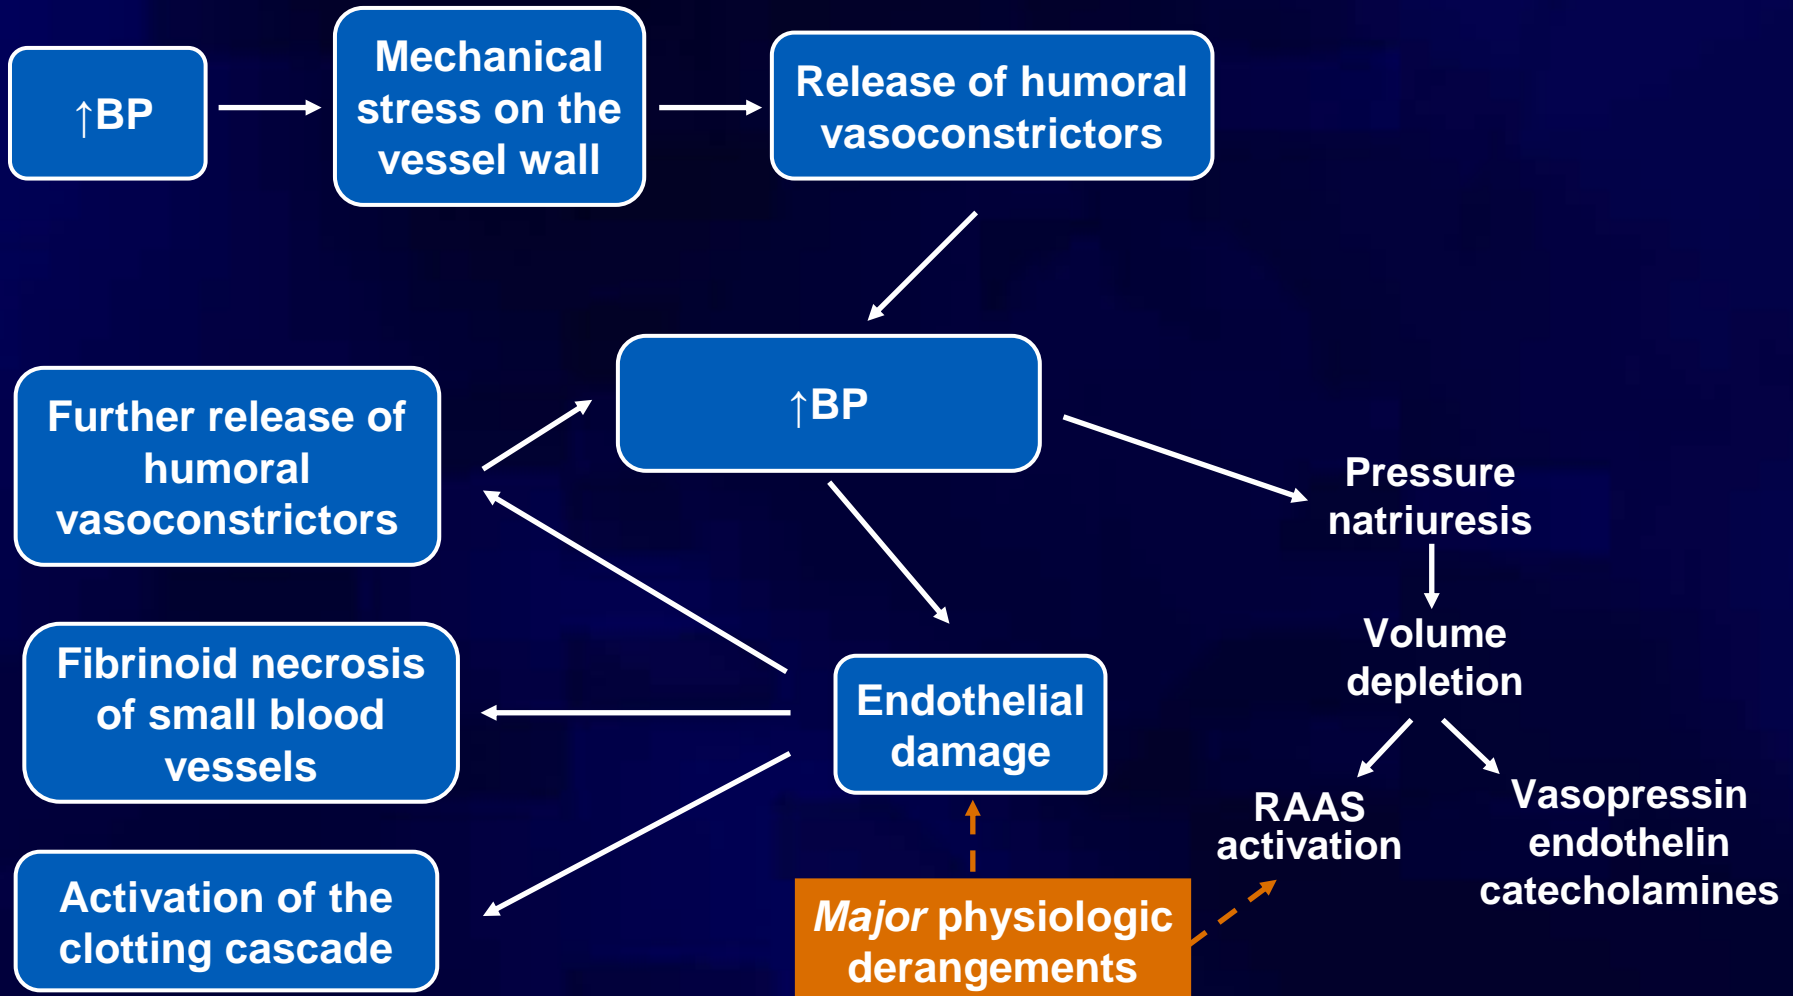 ↑BP
Mechanical
stress on the
vessel wall
Release of humoral
vasoconstrictors
↑BP
Further release of
humoral
vasoconstrictors
Pressure
natriuresis
Fibrinoid necrosis
of small blood
vessels
Endothelial
damage
Volume
depletion
RAAS
activation
Vasopressin
endothelin
catecholamines
Activation of the
clotting cascade
Major physiologic
derangements